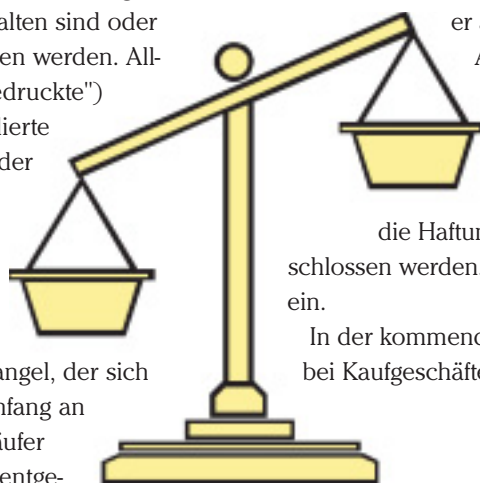 alten sind oder
en werden. All-
edruckte")
lierte
der
angel, der sich
nfang an
äufer
entge-
er
die Haftun
schlossen werden.
ein.
In der kommend
bei Kaufgeschäfte